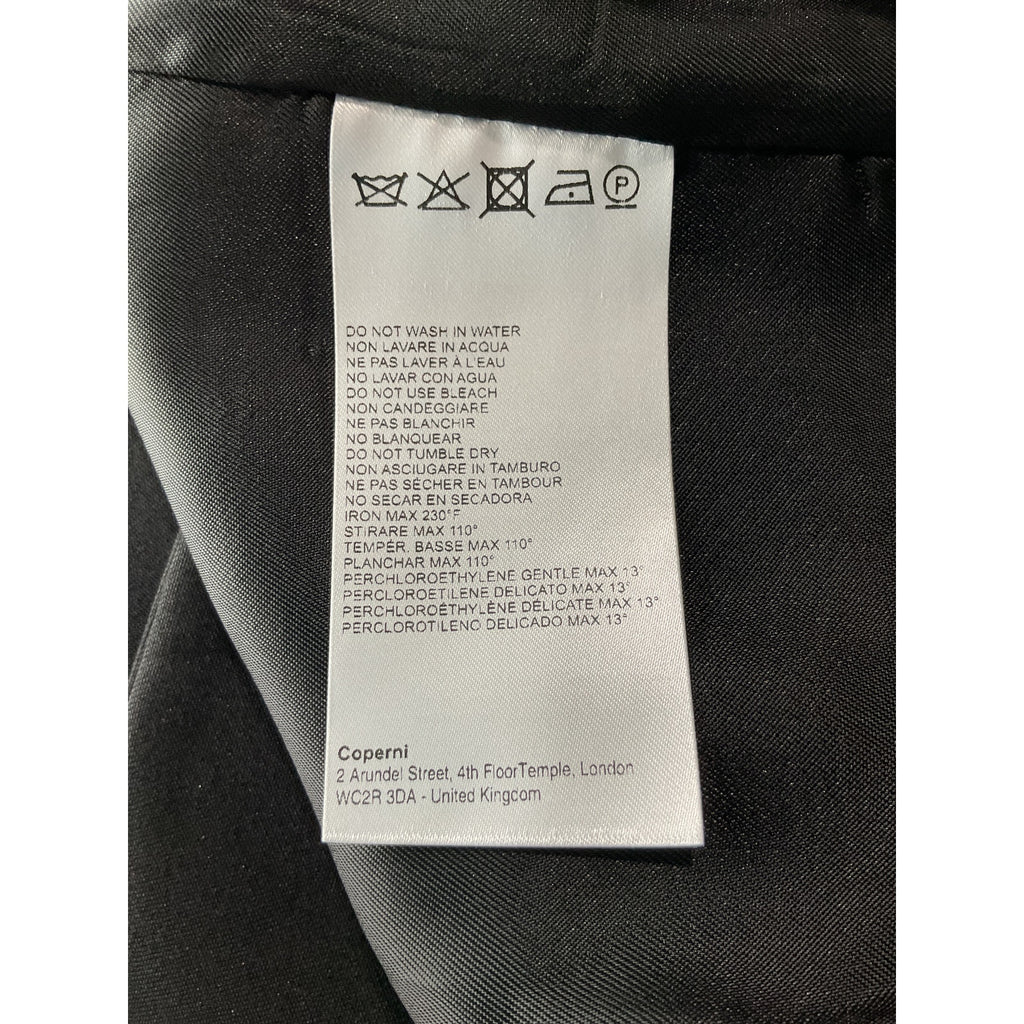 P
DO NOT WASH IN WATER
NON LAVARE IN ACQUA
NE PAS LAVER À L'EAU
NO LAVAR CON AGUA
DO NOT USE BLEACH
NON CANDEGGIARE
NE PAS BLANCHIR
NO BLANQUEAR
DO NOT TUMBLE DRY
NON ASCIUGARE IN TAMBURO
NE PAS SÉCHER EN TAMBOUR
NO SECAR EN SECADORA
IRON MAX 230°F
STIRARE MAX 110°
TEMPÉR. BASSE MAX 110°
PLANCHAR MAX 110°
PERCHLOROETHYLENE GENTLE MAX 13°
PERCLOROETILENE DELICATO MAX 13°
PERCHLOROÉTHYLÈNE DÉLICATE MAX 13°
PERCLOROTILENO DELICADO MAX 13°
Coperni
2 Arundel Street, 4th FloorTemple, London
WC2R 3DA - United Kingdom